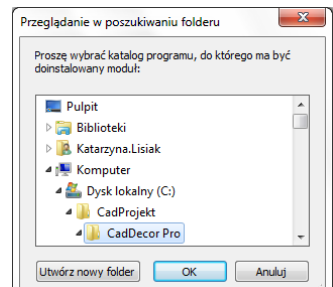 Przeglądanie w poszukiwaniu folderu
Proszę wybrać katalog programu, do którego ma być
doinstalowany moduł:
Pulpit
Biblioteki
Katarzyna.Lisiak
Komputer
Dysk lokalny (C:)
CadProjekt
CadDecor Pro
Utwórz nowy folder OK Anuluj